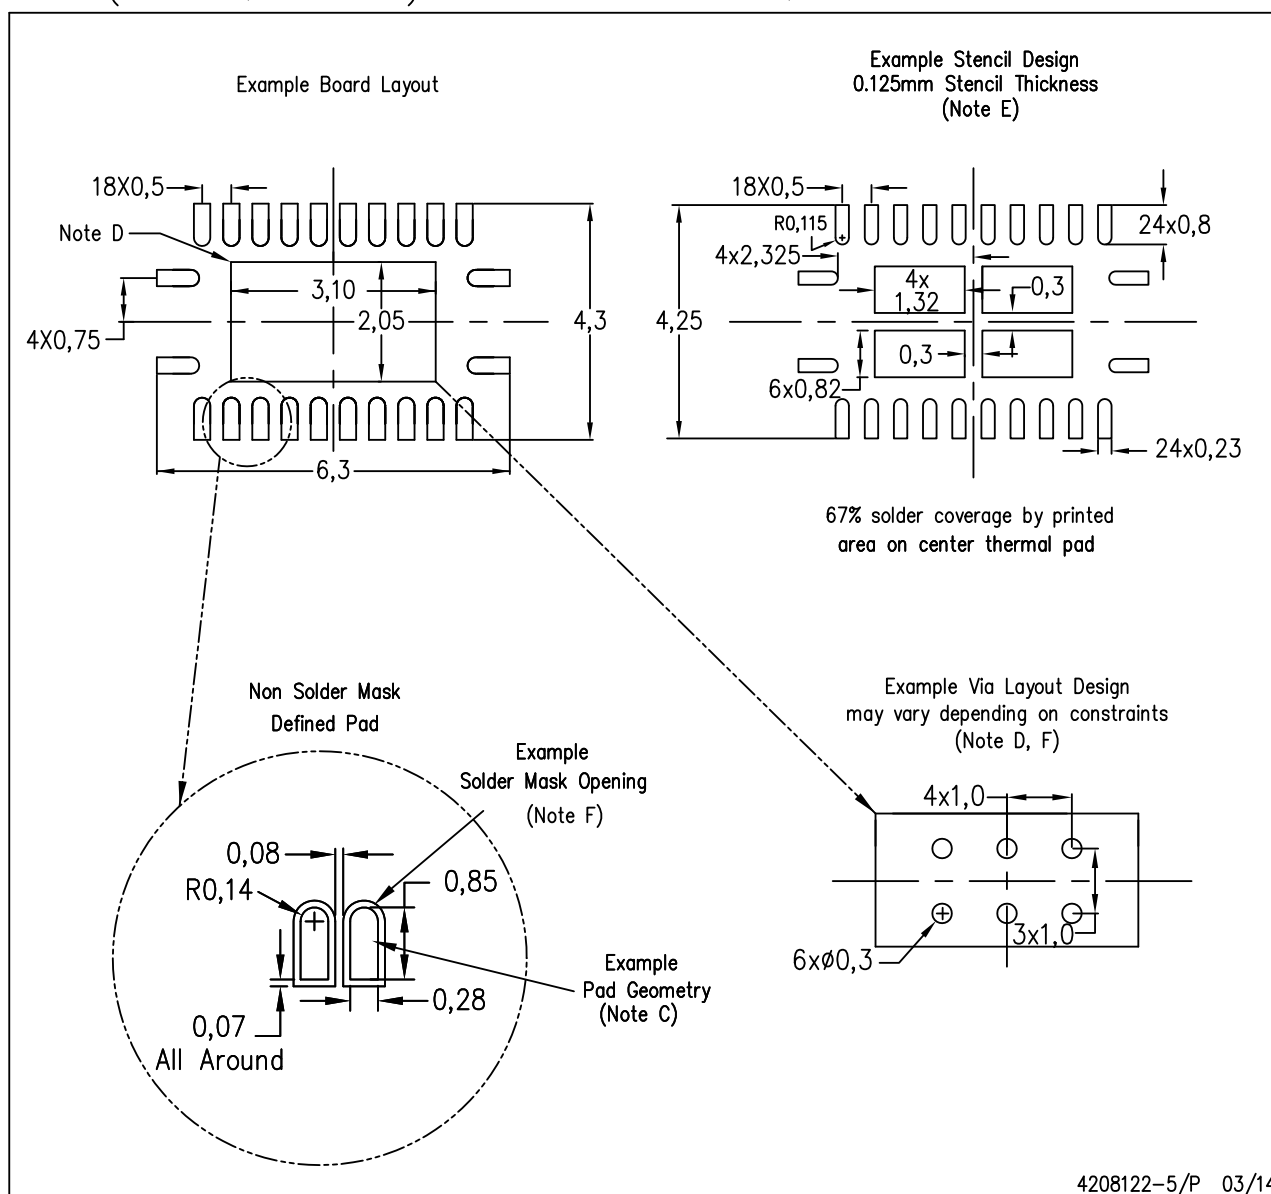 Example Board Layout
Example Stencil Design
0.125mm Stencil Thickness
(Note E)
18X0,5
Note D
3,10
2,05
4,3
4X0,75
6,3
18X0,5
R0,115
4x2,325
24x0,8
4x
1,32
0,3
4,25
0,3
6x0,82
24x0,23
67% solder coverage by printed
area on center thermal pad
Non Solder Mask
Defined Pad
Example
Solder Mask Opening
(Note F)
0,08
R0,14
0,85
0,28
0,07
All Around
Example
Pad Geometry
(Note C)
Example Via Layout Design
may vary depending on constraints
(Note D, F)
4x1,0
3x1,0
6xø0,3
4208122-5/P 03/14